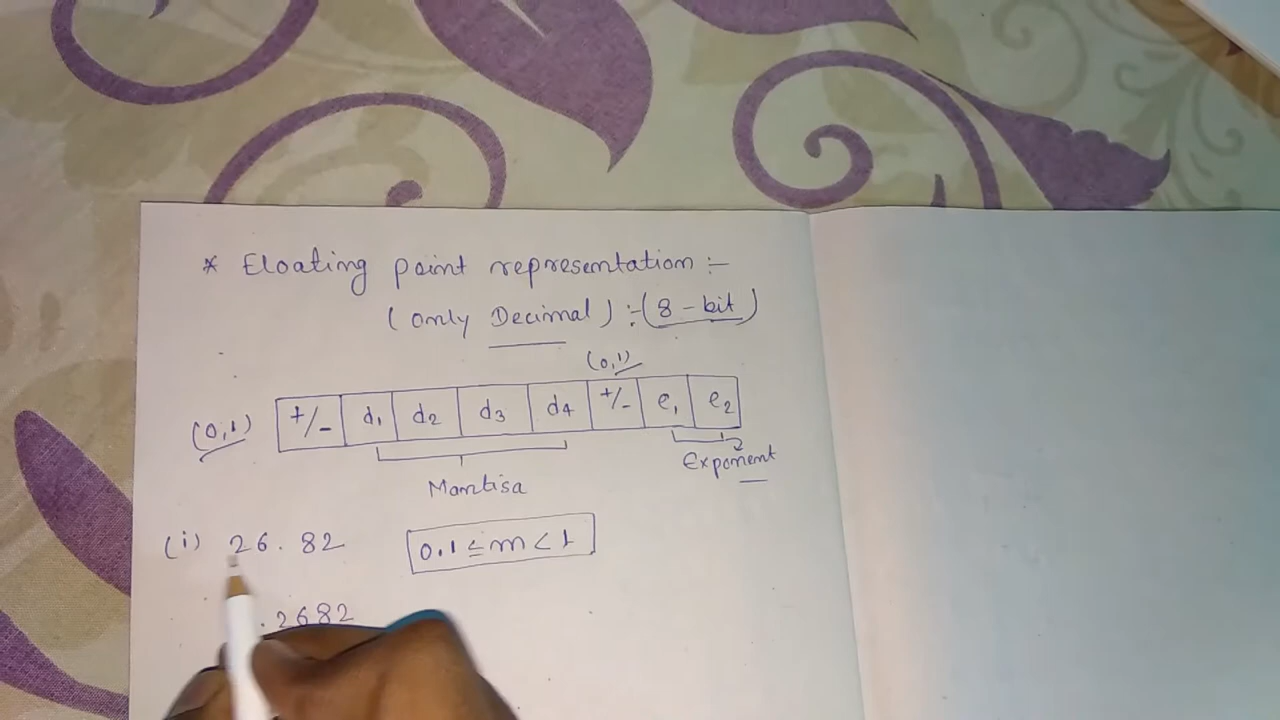 * Floating point representation :-
( only Decimal ) :- (8 - bit)
(0,1)
(0,1) +/- d1 d2 d3 d4 +/- e1 e2
Mantisa Exponent
(i) 26.82 0.1 ≤ m < 1
.2682